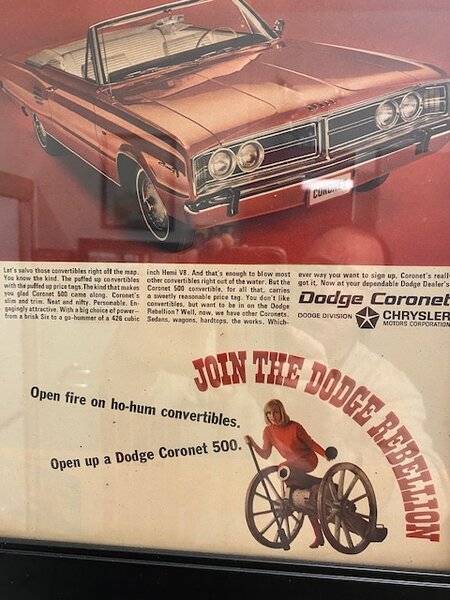 CORONET
Let's salvo those convertibles right off the map.
You know the kind. The puffed up convertibles
with the puffed up price tags. The kind that makes
you glad Coronet 500 came along. Coronet's
slim and trim. Neat and nifty. Personable. En-
gagingly attractive. With a big choice of power—
from a brisk Six to a go-hummer of a 426 cubic
inch Hemi V8. And that's enough to blow most
other convertibles right out of the water. But the
Coronet 500 convertible, for all that, carries
a sweetly reasonable price tag. You don't like
convertibles, but want to be in on the Dodge
Rebellion? Well, now, we have other Coronets.
Sedans, wagons, hardtops, the works. Which-
ever way you want to sign up, Coronet's really
got it. Now at your dependable Dodge Dealer's
Dodge Coronet
DODGE DIVISION CHRYSLER
MOTORS CORPORATION
JOIN THE DODGE REBELLION
Open fire on ho-hum convertibles.
Open up a Dodge Coronet 500.